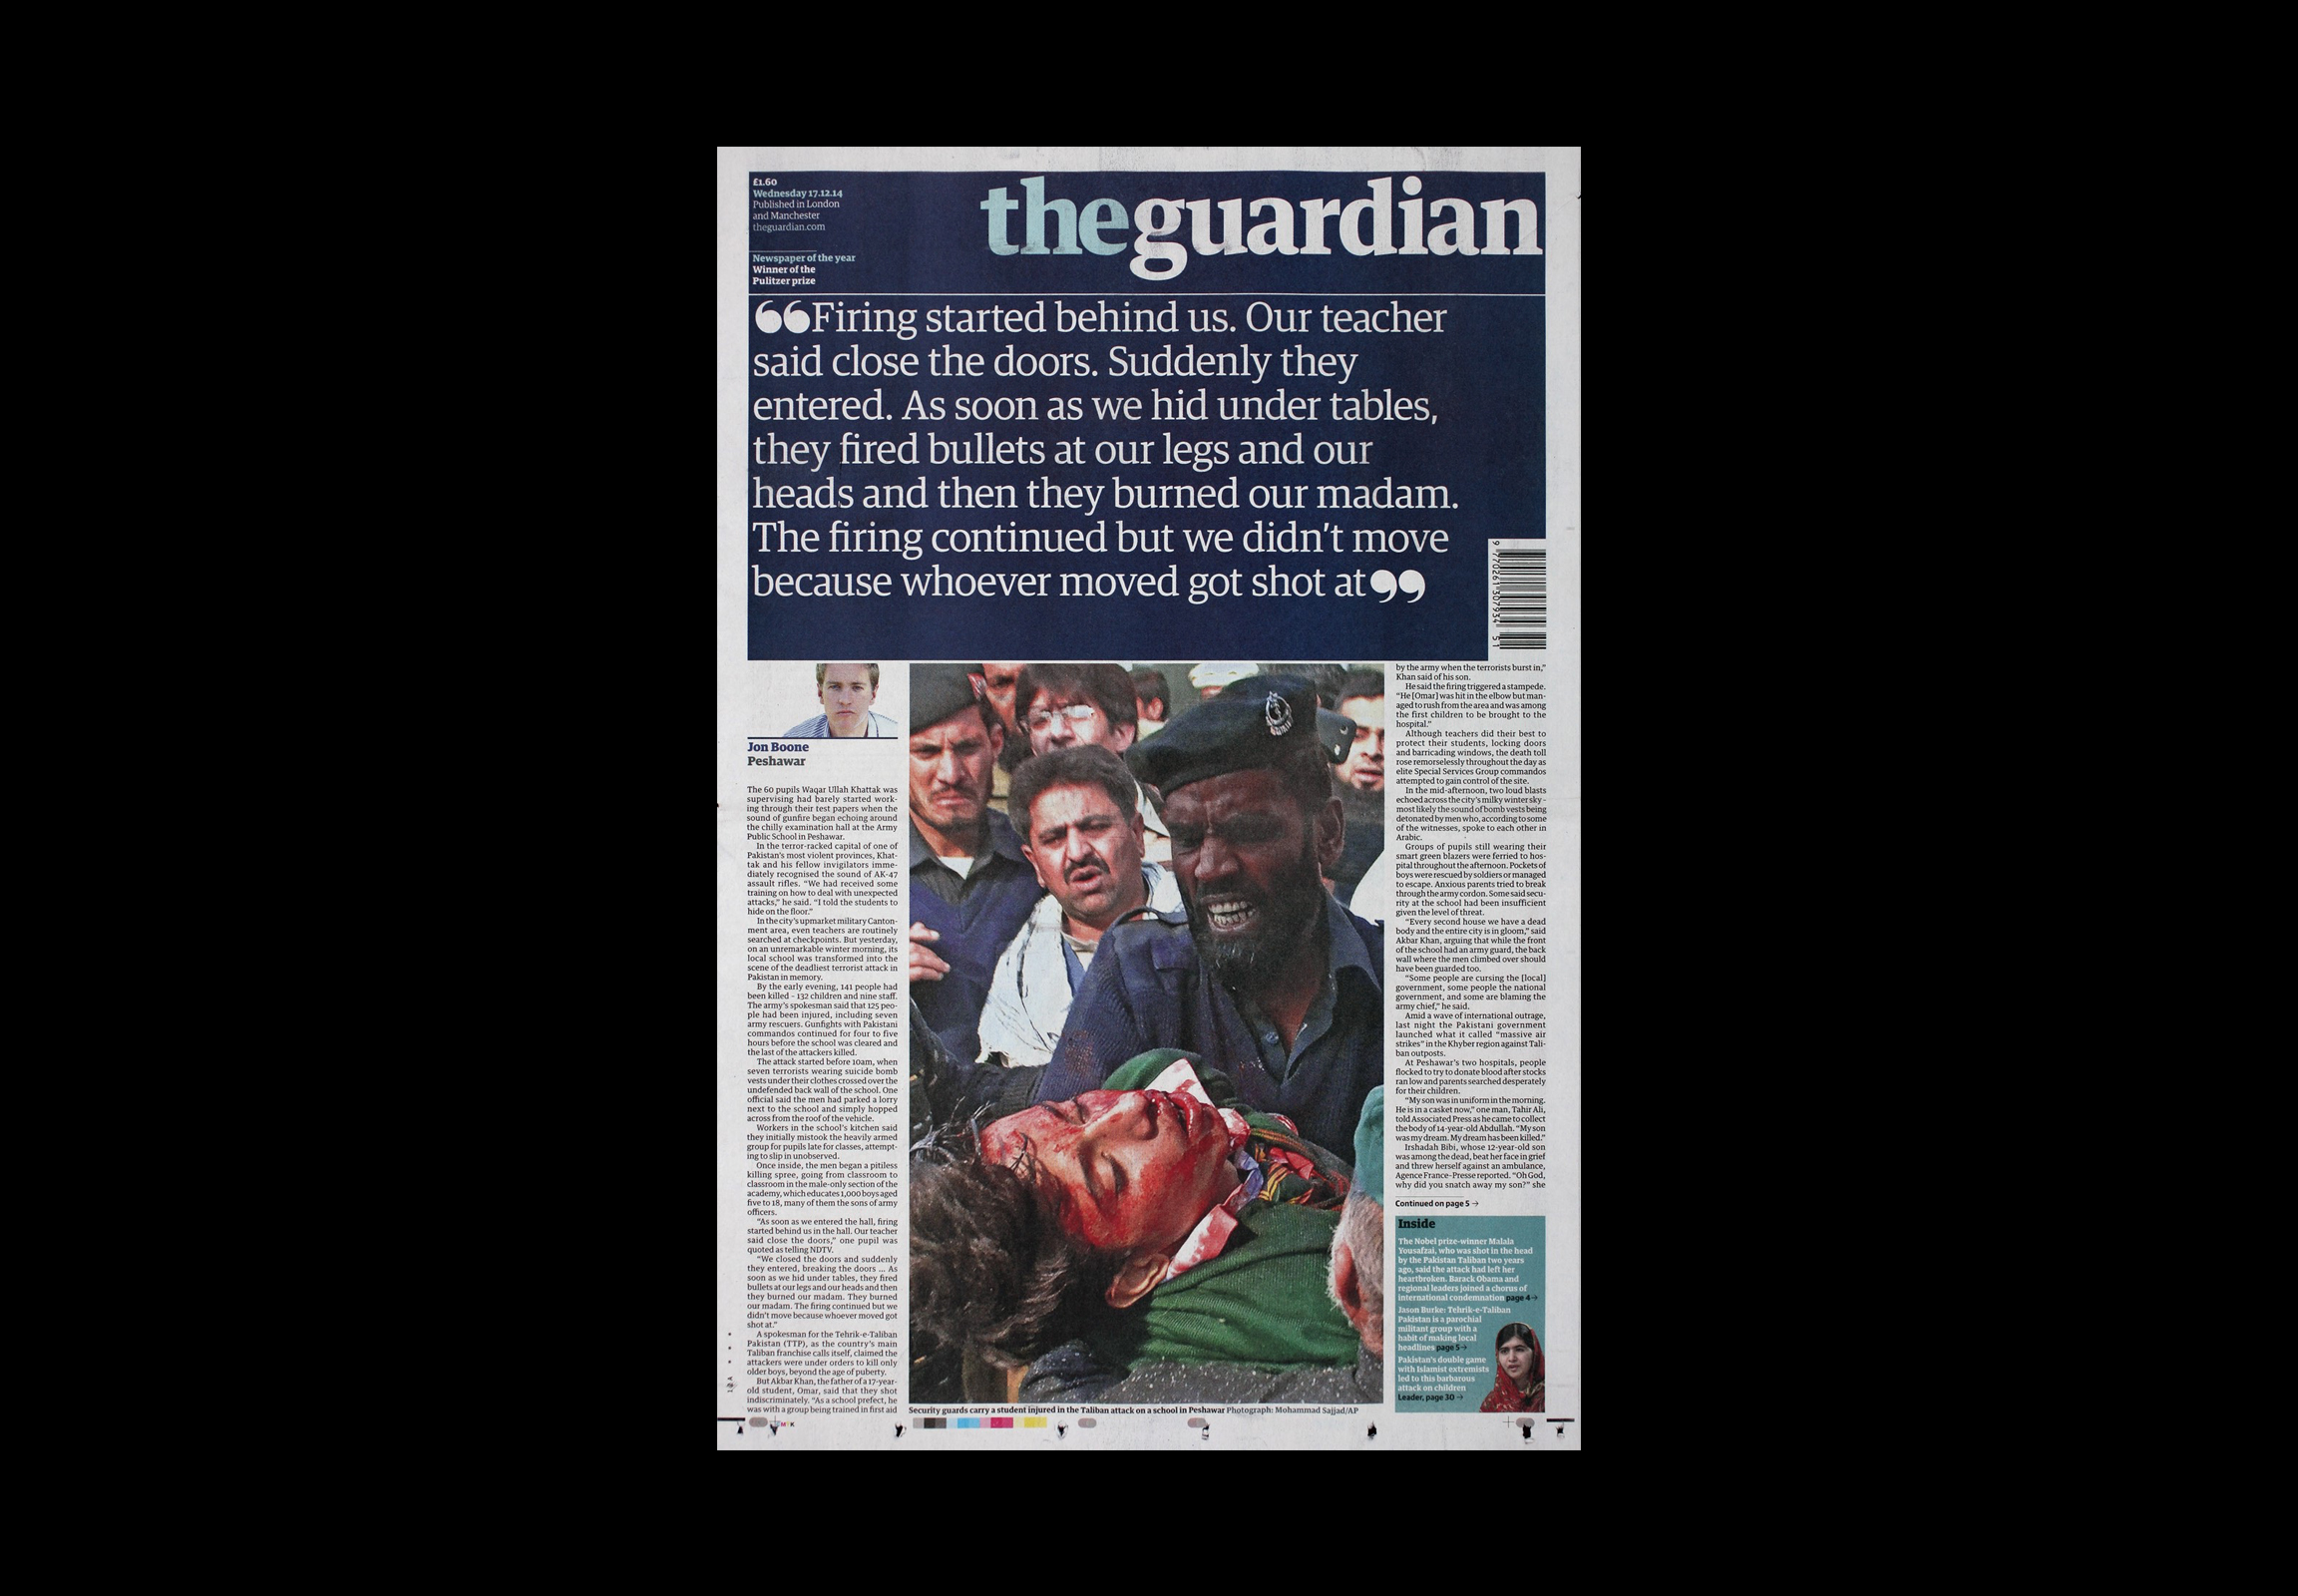 £1.60
Wednesday 17.12.14
Published in London
and Manchester
theguardian.com
Newspaper of the year
Winner of the
Pulitzer prize
theguardian
“Firing started behind us. Our teacher
said close the doors. Suddenly they
entered. As soon as we hid under tables,
they fired bullets at our legs and our
heads and then they burned our madam.
The firing continued but we didn’t move
because whoever moved got shot at”
9 770261 307934 51
Jon Boone
Peshawar
The 60 pupils Waqar Ullah Khattak was
supervising had barely started work-
ing through their test papers when the
sound of gunfire began echoing around
the chilly examination hall at the Army
Public School in Peshawar.
In the terror-racked capital of one of
Pakistan’s most violent provinces, Khat-
tak and his fellow invigilators imme-
diately recognised the sound of AK-47
assault rifles. “We had received some
training on how to deal with unexpected
attacks,” he said. “I told the students to
hide on the floor.”
In the city’s upmarket military Canton-
ment area, even teachers are routinely
searched at checkpoints. But yesterday,
on an unremarkable winter morning, its
local school was transformed into the
scene of the deadliest terrorist attack in
Pakistan in memory.
By the early evening, 141 people had
been killed – 132 children and nine staff.
The army’s spokesman said that 125 peo-
ple had been injured, including seven
army rescuers. Gunfights with Pakistani
commandos continued for four to five
hours before the school was cleared and
the last of the attackers killed.
The attack started before 10am, when
seven terrorists wearing suicide bomb
vests under their clothes crossed over the
undefended back wall of the school. One
official said the men had parked a lorry
next to the school and simply hopped
across from the roof of the vehicle.
Workers in the school’s kitchen said
they initially mistook the heavily armed
group for pupils late for classes, attempt-
ing to slip in unobserved.
Once inside, the men began a pitiless
killing spree, going from classroom to
classroom in the male-only section of the
academy, which educates 1,000 boys aged
five to 18, many of them the sons of army
officers.
“As soon as we entered the hall, firing
started behind us in the hall. Our teacher
said close the doors,” one pupil was
quoted as telling NDTV.
“We closed the doors and suddenly
they entered, breaking the doors ... As
soon as we hid under tables, they fired
bullets at our legs and our heads and then
they burned our madam. They burned
our madam. The firing continued but we
didn’t move because whoever moved got
shot at.”
A spokesman for the Tehrik-e-Taliban
Pakistan (TTP), as the country’s main
Taliban franchise calls itself, claimed the
attackers were under orders to kill only
older boys, beyond the age of puberty.
But Akbar Khan, the father of a 17-year-
old student, Omar, said that they shot
indiscriminately. “As a school prefect, he
was with a group being trained in first aid
Security guards carry a student injured in the Taliban attack on a school in Peshawar Photograph: Mohammad Sajjad/AP
by the army when the terrorists burst in,”
Khan said of his son.
He said the firing triggered a stampede.
“He [Omar] was hit in the elbow but man-
aged to rush from the area and was among
the first children to be brought to the
hospital.”
Although teachers did their best to
protect their students, locking doors
and barricading windows, the death toll
rose remorselessly throughout the day as
elite Special Services Group commandos
attempted to gain control of the site.
In the mid-afternoon, two loud blasts
echoed across the city’s milky winter sky –
most likely the sound of bomb vests being
detonated by men who, according to some
of the witnesses, spoke to each other in
Arabic.
Groups of pupils still wearing their
smart green blazers were ferried to hos-
pital throughout the afternoon. Pockets of
boys were rescued by soldiers or managed
to escape. Anxious parents tried to break
through the army cordon. Some said secu-
rity at the school had been insufficient
given the level of threat.
“Every second house we have a dead
body and the entire city is in gloom,” said
Akbar Khan, arguing that while the front
of the school had an army guard, the back
wall where the men climbed over should
have been guarded too.
“Some people are cursing the [local]
government, some people the national
government, and some are blaming the
army chief,” he said.
Amid a wave of international outrage,
last night the Pakistani government
launched what it called “massive air
strikes” in the Khyber region against Tali-
ban outposts.
At Peshawar’s two hospitals, people
flocked to try to donate blood after stocks
ran low and parents searched desperately
for their children.
“My son was in uniform in the morning.
He is in a casket now,” one man, Tahir Ali,
told Associated Press as he came to collect
the body of 14-year-old Abdullah. “My son
was my dream. My dream has been killed.”
Irshadah Bibi, whose 12-year-old son
was among the dead, beat her face in grief
and threw herself against an ambulance,
Agence France-Presse reported. “Oh God,
why did you snatch away my son?” she
Continued on page 5 →
Inside
The Nobel prize-winner Malala
Yousafzai, who was shot in the head
by the Pakistan Taliban two years
ago, said the attack had left her
heartbroken. Barack Obama and
regional leaders joined a chorus of
international condemnation page 4→
Jason Burke: Tehrik-e-Taliban
Pakistan is a parochial
militant group with a
habit of making local
headlines page 5→
Pakistan’s double game
with Islamist extremists
led to this barbarous
attack on children
Leader, page 30 →